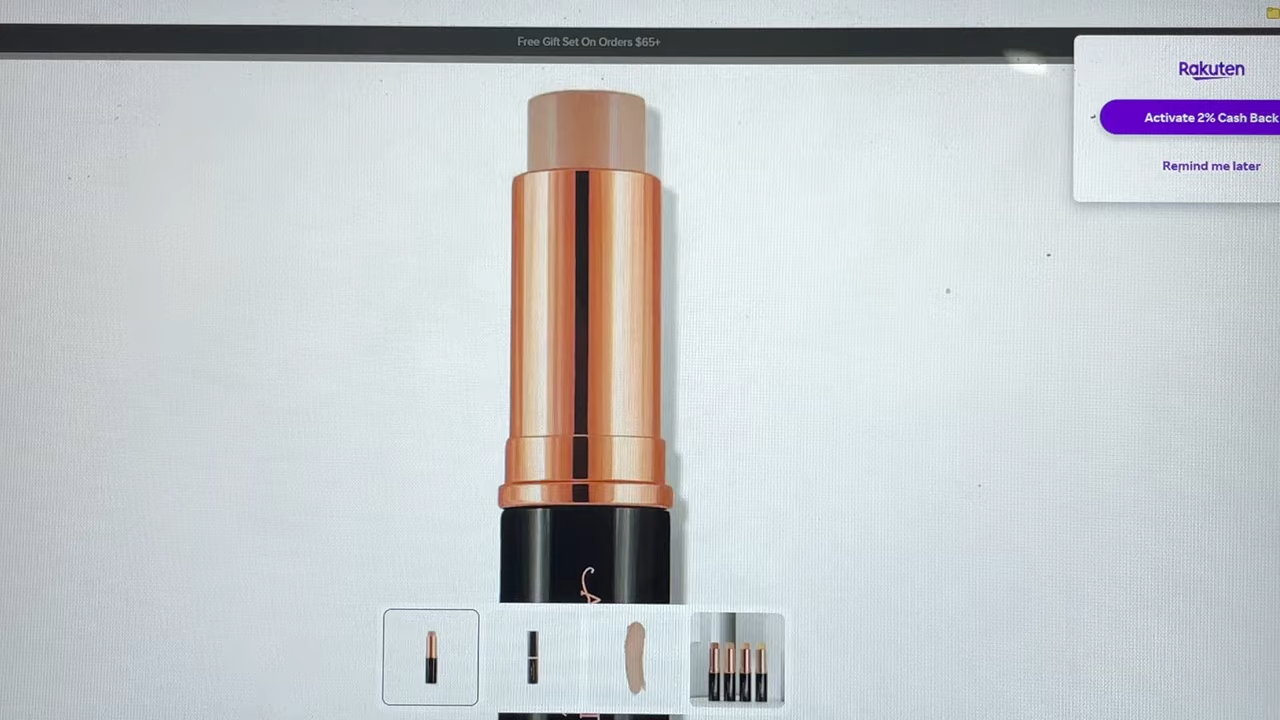 Free Gift Set On Orders $65+
Rakuten
Activate 2% Cash Back
Remind me later